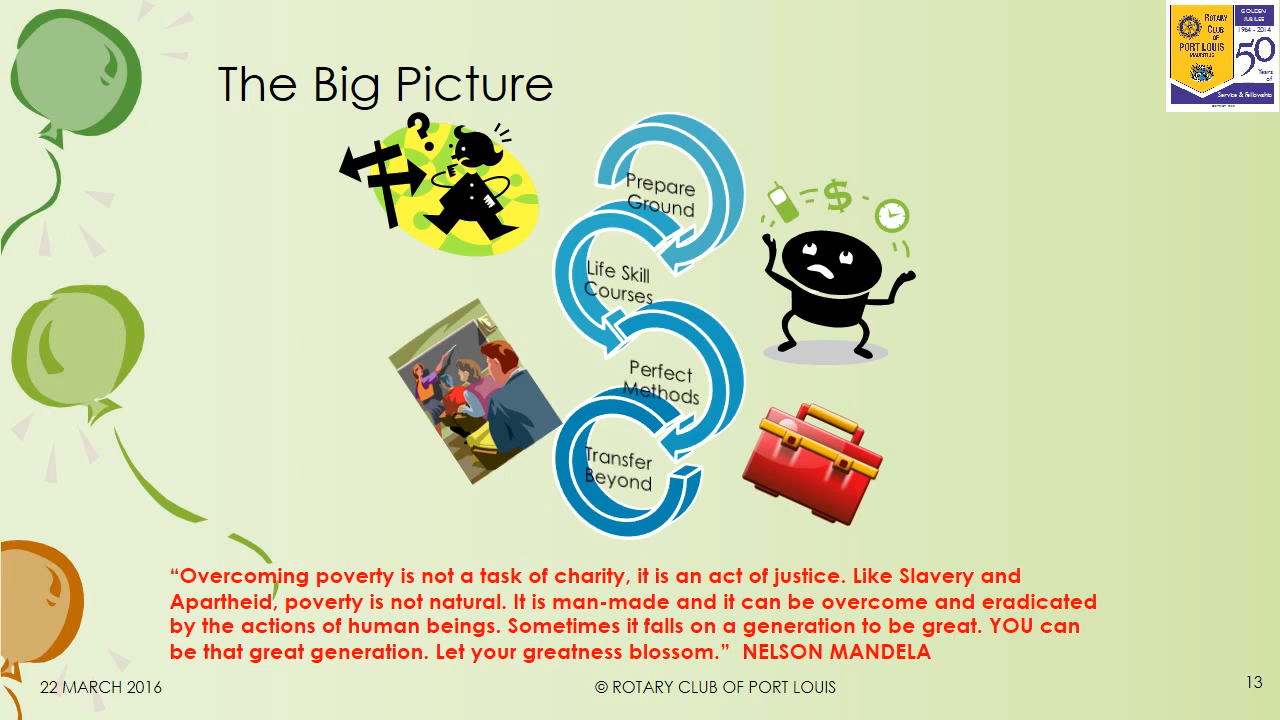 The Big Picture
GOLDEN
JUBILEE
1964 - 2014
ROTARY
CLUB
OF
PORT LOUIS
MAURITIUS
50
Years
of
Service & Fellowship
?
$
Prepare
Ground
Life Skill
Courses
Perfect
Methods
Transfer
Beyond
“Overcoming poverty is not a task of charity, it is an act of justice. Like Slavery and
Apartheid, poverty is not natural. It is man-made and it can be overcome and eradicated
by the actions of human beings. Sometimes it falls on a generation to be great. YOU can
be that great generation. Let your greatness blossom.”  NELSON MANDELA
22 MARCH 2016
© ROTARY CLUB OF PORT LOUIS
13